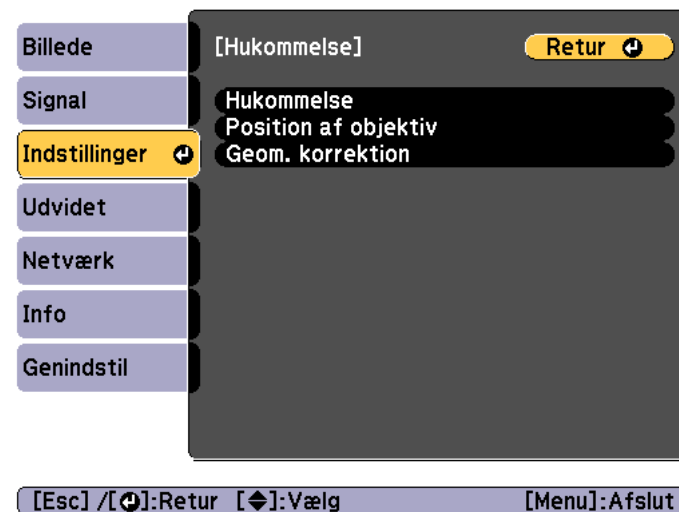 Billede
Signal
Indstillinger
Udvidet
Netværk
Info
Genindstil
[Hukommelse]
Retur
Hukommelse
Position af objektiv
Geom. korrektion
[Esc] /[⏎]:Retur [◆]:Vælg [Menu]:Afslut